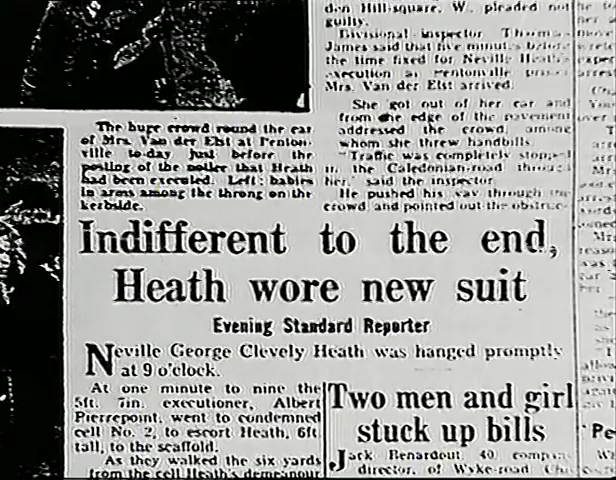 The huge crowd round the car
of Mrs. Van der Elst at Penton-
ville to-day just before the
posting of the notice that Heath
had been executed. Left: babies
in arms among the throng on the
kerbside.
don Hill-square, W., pleaded not
guilty.
Divisional Inspector Thomas
James said that five minutes before
the time fixed for Neville Heath's
execution at Pentonville prison
Mrs. Van der Elst arrived.
She got out of her car and
from the edge of the pavement
addressed the crowd, among
whom she threw handbills.
"Traffic was completely stopped
in the Caledonian-road through
her," said the inspector.
He pushed his way through the
crowd and pointed out the obstruc-
Indifferent to the end,
Heath wore new suit
Evening Standard Reporter
Neville George Clevely Heath was hanged promptly
at 9 o'clock.
At one minute to nine the
5ft. 7in. executioner, Albert
Pierrepoint, went to condemned
cell No. 2, to escort Heath, 6ft.
tall, to the scaffold.
As they walked the six yards
from the cell Heath's demeanour
Two men and girl
stuck up bills
Jack Renardout, 40, company
director, of Wyke-road